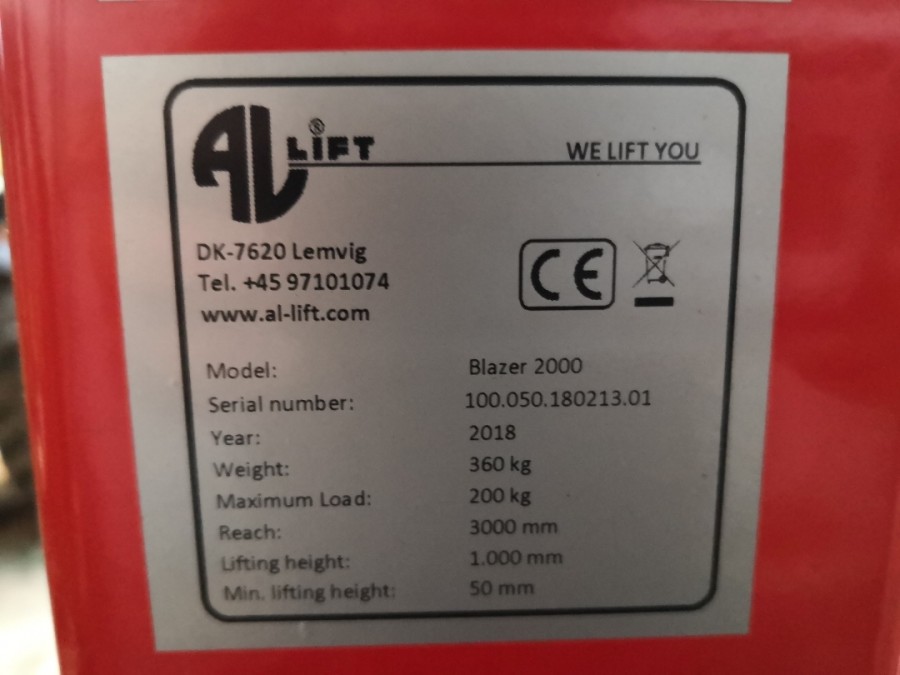 AL LIFT®
WE LIFT YOU
DK-7620 Lemvig
Tel. +45 97101074
www.al-lift.com
CE
Model: Blazer 2000
Serial number: 100.050.180213.01
Year: 2018
Weight: 360 kg
Maximum Load: 200 kg
Reach: 3000 mm
Lifting height: 1.000 mm
Min. lifting height: 50 mm